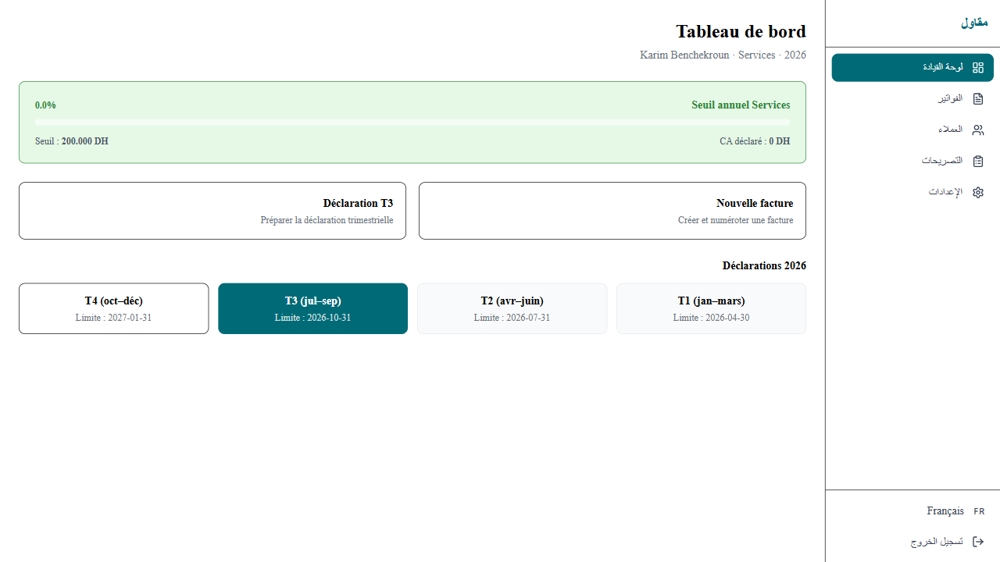 مقاول
لوحة القيادة
الفواتير
العملاء
التصريحات
الإعدادات
Français FR
تسجيل الخروج
Tableau de bord
Karim Benchekroun · Services · 2026
Seuil annuel Services
0.0%
CA déclaré : 0 DH
Seuil : 200.000 DH
Nouvelle facture
Créer et numéroter une facture
Déclaration T3
Préparer la déclaration trimestrielle
Déclarations 2026
T1 (jan–mars)
Limite : 2026-04-30
T2 (avr–juin)
Limite : 2026-07-31
T3 (jul–sep)
Limite : 2026-10-31
T4 (oct–déc)
Limite : 2027-01-31